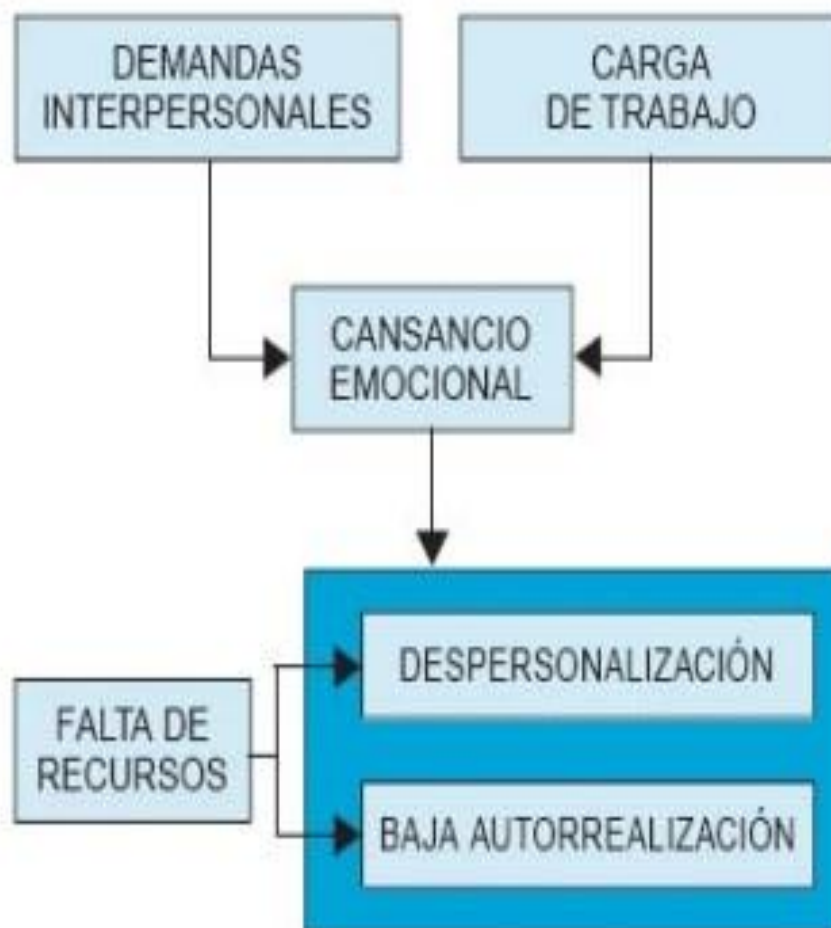 DEMANDAS
INTERPERSONALES
CARGA
DE TRABAJO
CANSANCIO
EMOCIONAL
DESPERSONALIZACIÓN
FALTA DE
RECURSOS
BAJA AUTORREALIZACIÓN